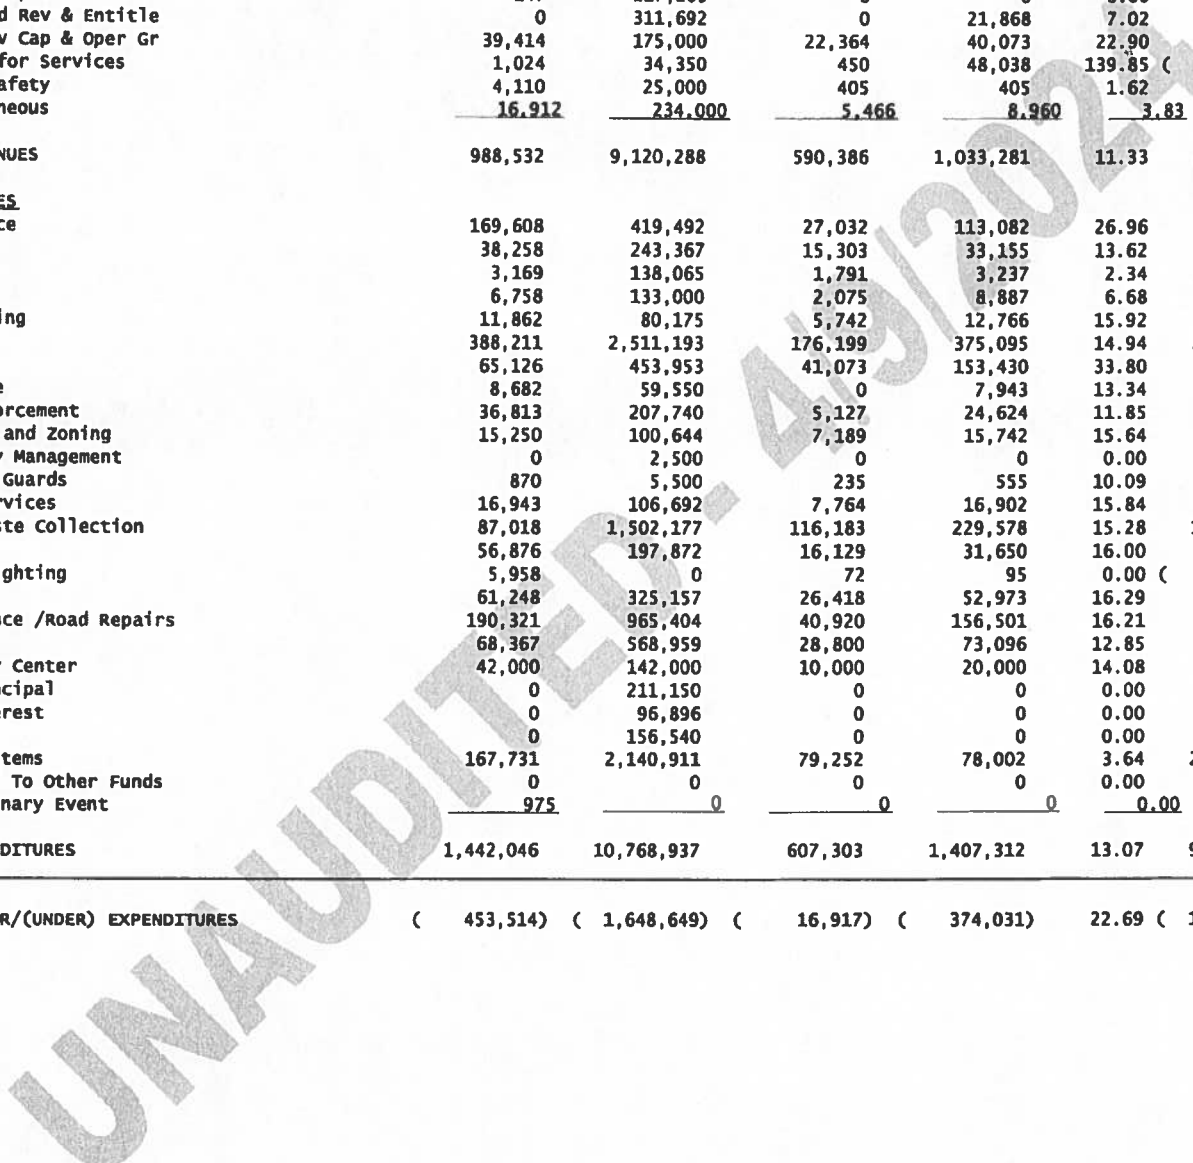 d Rev & Entitle 0 311,692 0 21,868 7.02
v Cap & Oper Gr 39,414 175,000 22,364 40,073 22.90
for Services 1,024 34,350 450 48,038 139.85 (
afety 4,110 25,000 405 405 1.62
neous 16,912 234,000 5,466 8,960 3.83
NUES 988,532 9,120,288 590,386 1,033,281 11.33
ES
ce 169,608 419,492 27,032 113,082 26.96
38,258 243,367 15,303 33,155 13.62
3,169 138,065 1,791 3,237 2.34
6,758 133,000 2,075 8,887 6.68
ing 11,862 80,175 5,742 12,766 15.92
388,211 2,511,193 176,199 375,095 14.94
65,126 453,953 41,073 153,430 33.80
e 8,682 59,550 0 7,943 13.34
orcement 36,813 207,740 5,127 24,624 11.85
and Zoning 15,250 100,644 7,189 15,742 15.64
y Management 0 2,500 0 0 0.00
Guards 870 5,500 235 555 10.09
rvices 16,943 106,692 7,764 16,902 15.84
ste Collection 87,018 1,502,177 116,183 229,578 15.28 1
56,876 197,872 16,129 31,650 16.00
ghting 5,958 0 72 95 0.00 (
61,248 325,157 26,418 52,973 16.29
nce /Road Repairs 190,321 965,404 40,920 156,501 16.21
68,367 568,959 28,800 73,096 12.85
y Center 42,000 142,000 10,000 20,000 14.08
ncipal 0 211,150 0 0 0.00
erest 0 96,896 0 0 0.00
0 156,540 0 0 0.00
tems 167,731 2,140,911 79,252 78,002 3.64 2
To Other Funds 0 0 0 0 0.00
nary Event 975 0 0 0 0.00
DITURES 1,442,046 10,768,937 607,303 1,407,312 13.07 9
R/(UNDER) EXPENDITURES ( 453,514) ( 1,648,649) ( 16,917) ( 374,031) 22.69 ( 1
UNAUDITED - 4/9/2024